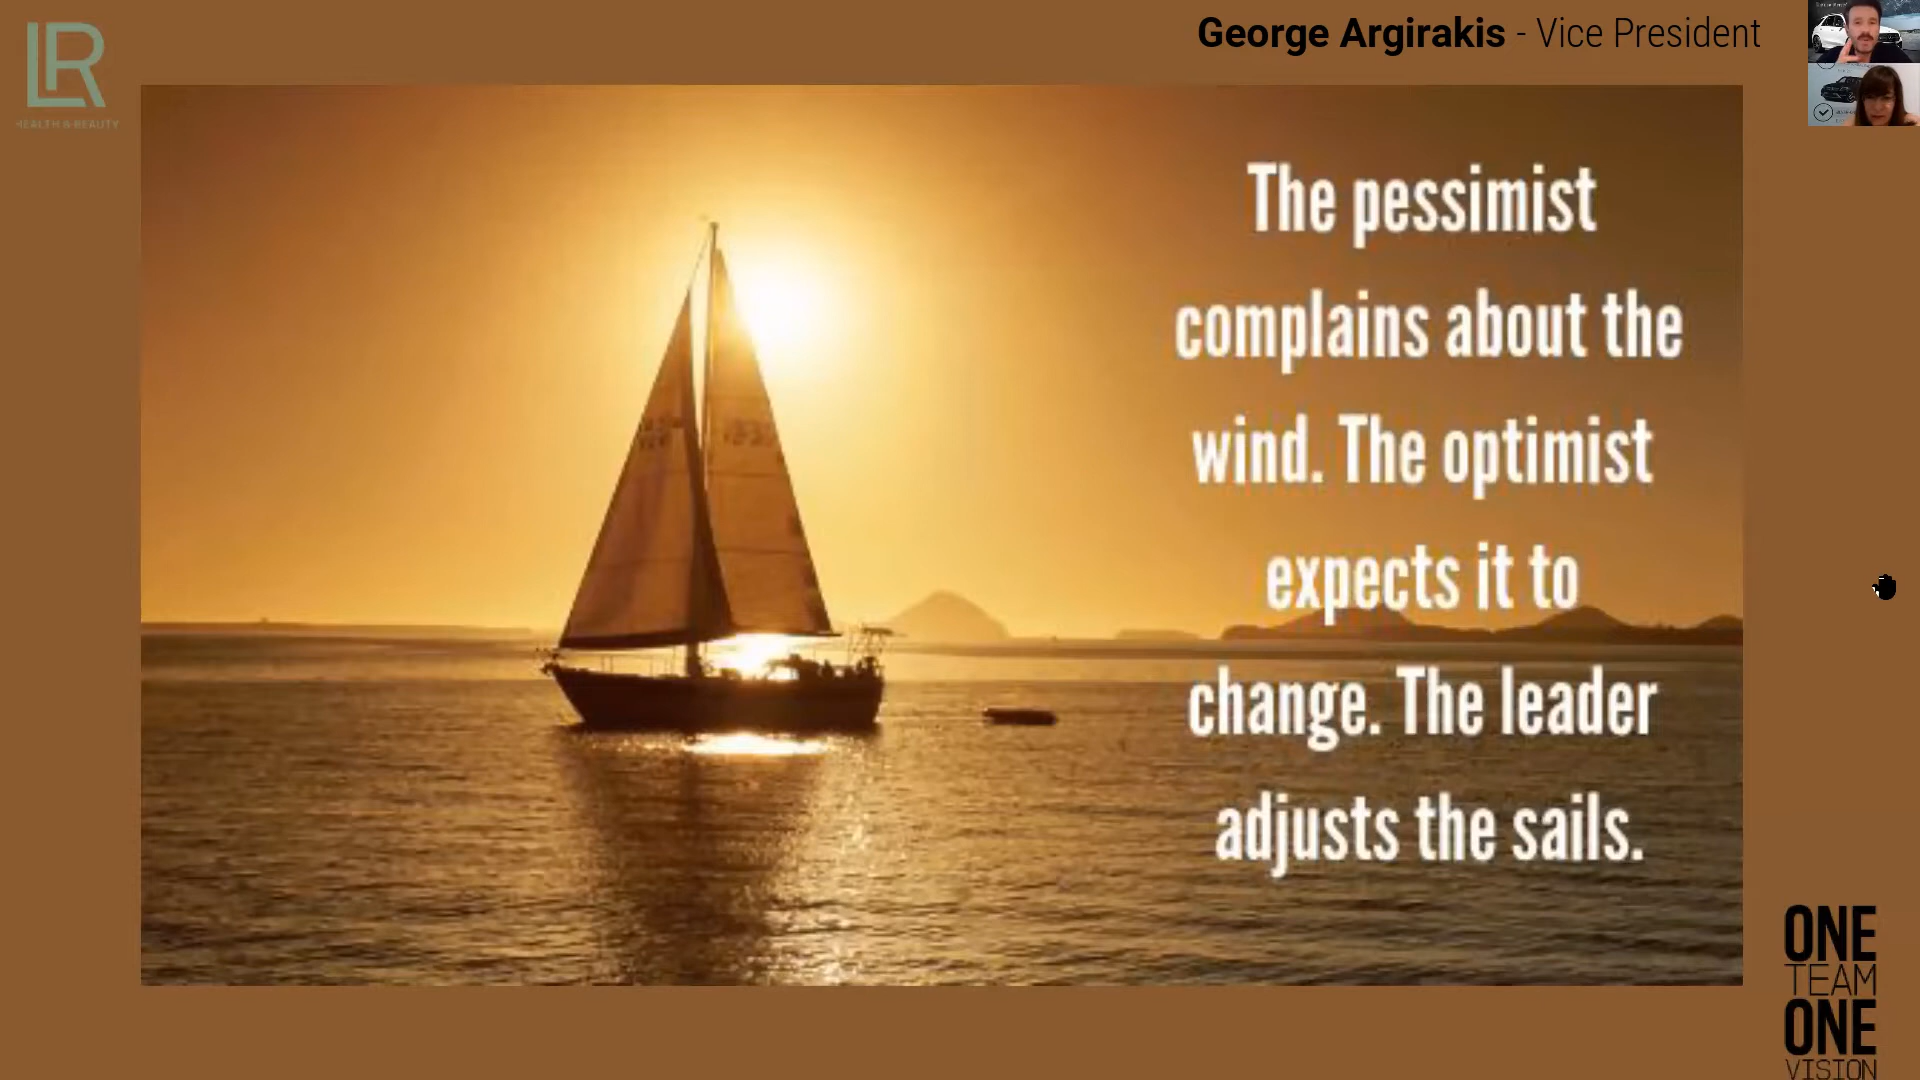 LR
HEALTH & BEAUTY
George Argirakis - Vice President
The pessimist
complains about the
wind. The optimist
expects it to
change. The leader
adjusts the sails.
ONE
TEAM
ONE
VISION